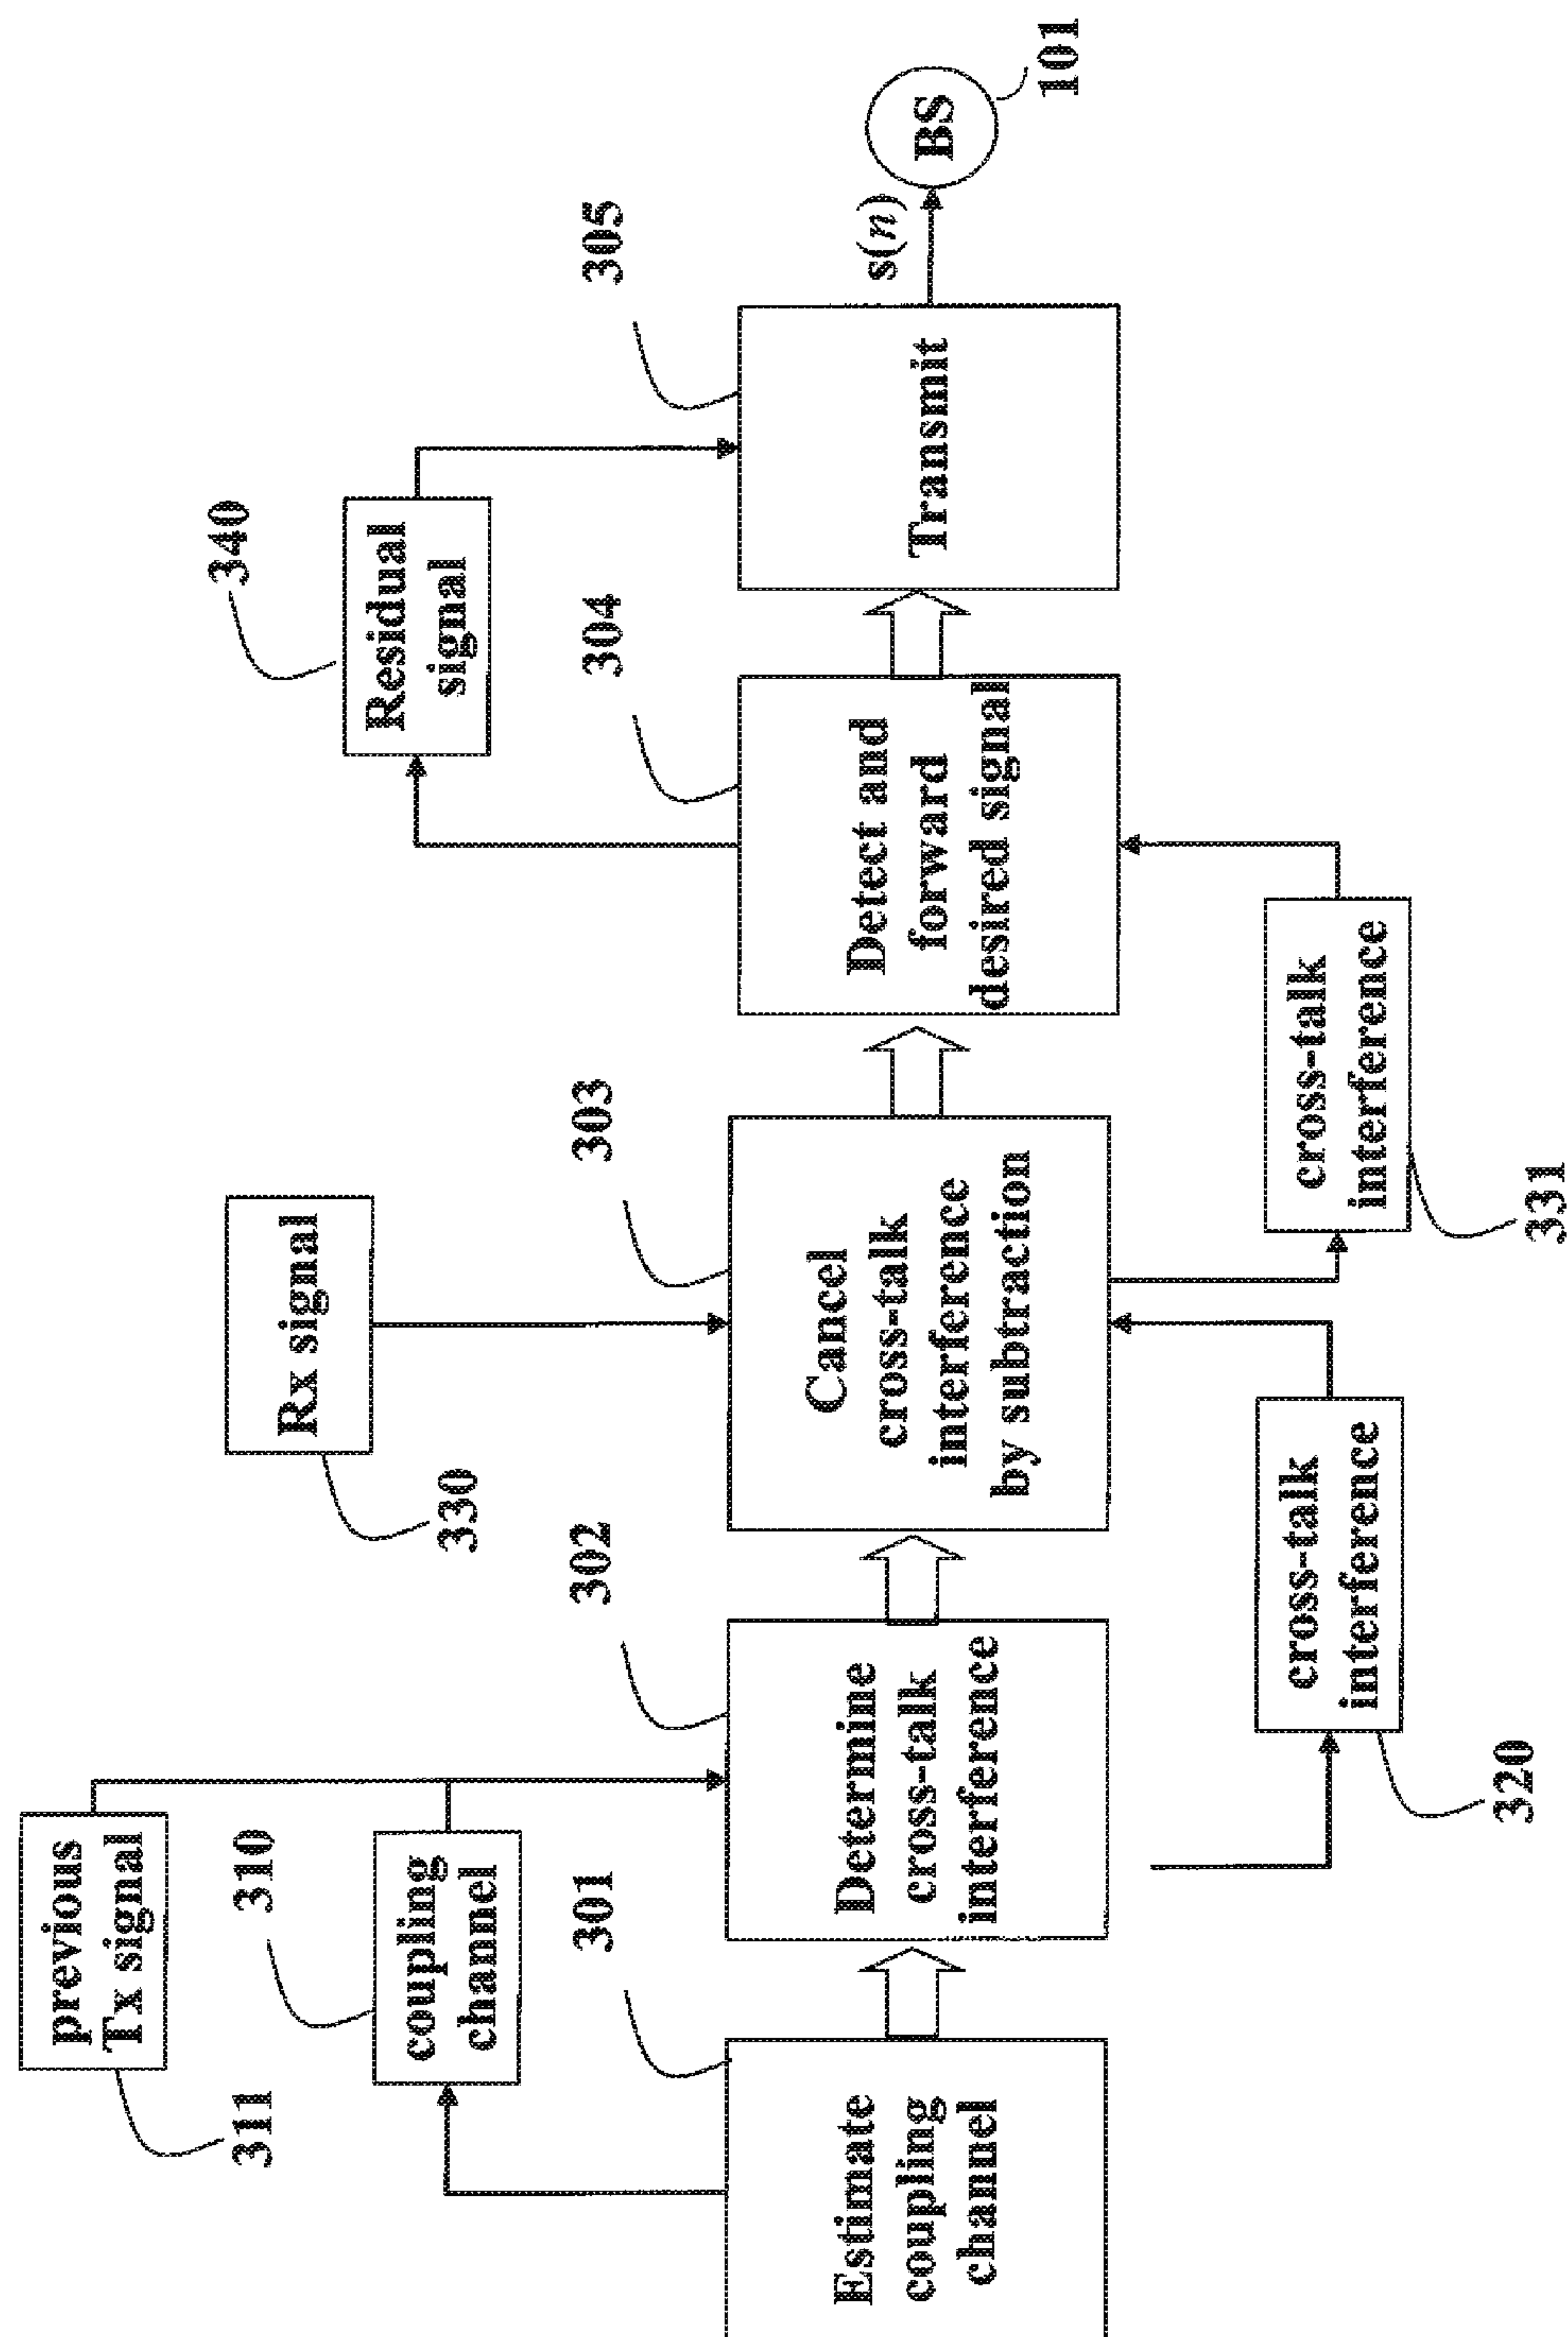 previous
Tx signal
311
310
coupling
channel
301
Estimate
coupling
channel
302
Determine
cross-talk
interference
320
cross-talk
interference
Rx signal
330
303
Cancel
cross-talk
interference
by subtraction
331
cross-talk
interference
304
Detect and
forward
desired signal
340
Residual
signal
305
Transmit
s(n)
BS
101